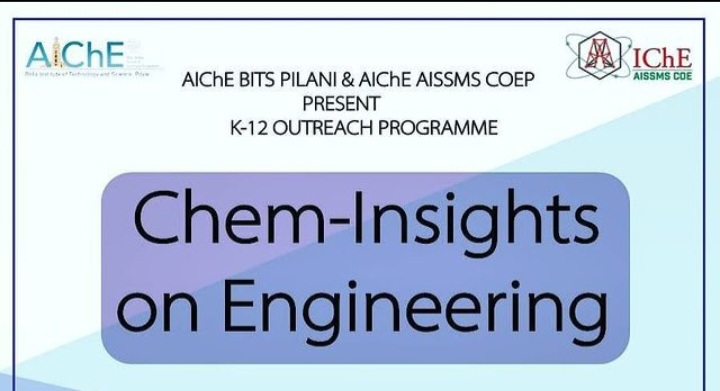 AIChE
Birla Institute of Technology and Science, Pilani
AIChE
AISSMS COE
AIChE BITS PILANI & AIChE AISSMS COEP
PRESENT
K-12 OUTREACH PROGRAMME
Chem-Insights
on Engineering